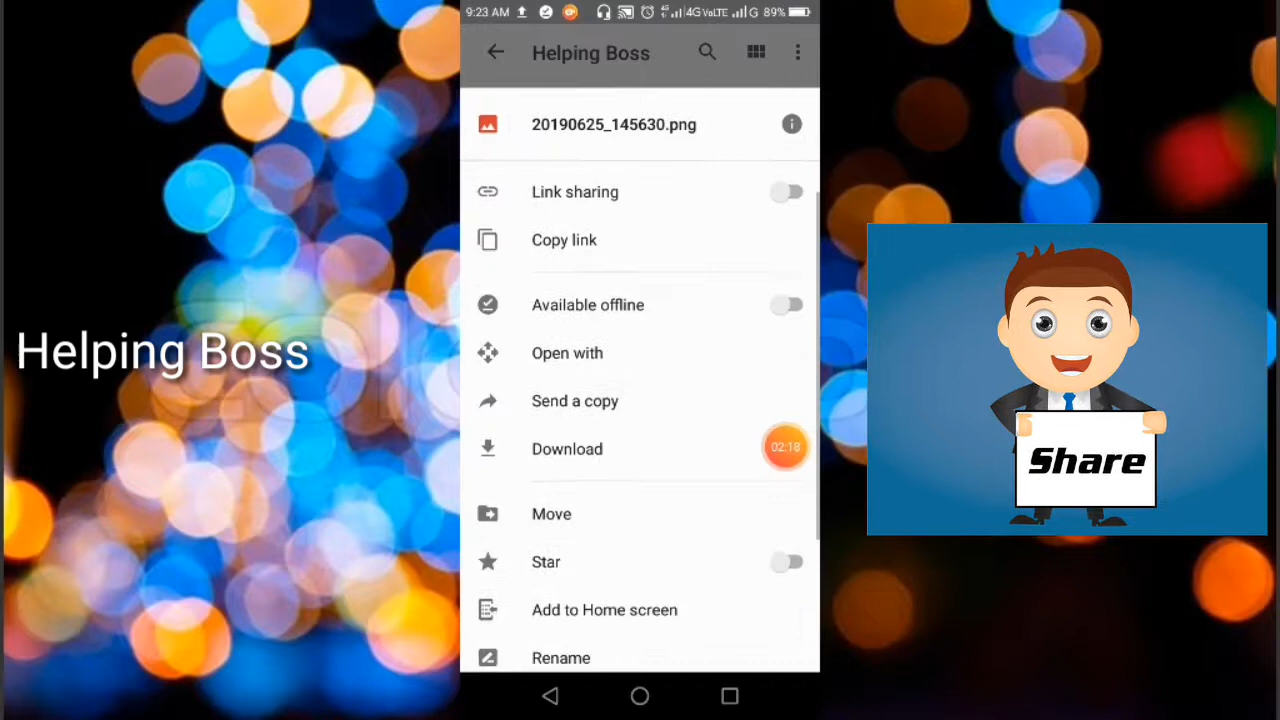 9:23 AM 4G VoLTE G 89%
Helping Boss
20190625_145630.png
Link sharing
Copy link
Available offline
Open with
Send a copy
Download
02:18
Move
Star
Add to Home screen
Rename
Helping Boss
Share